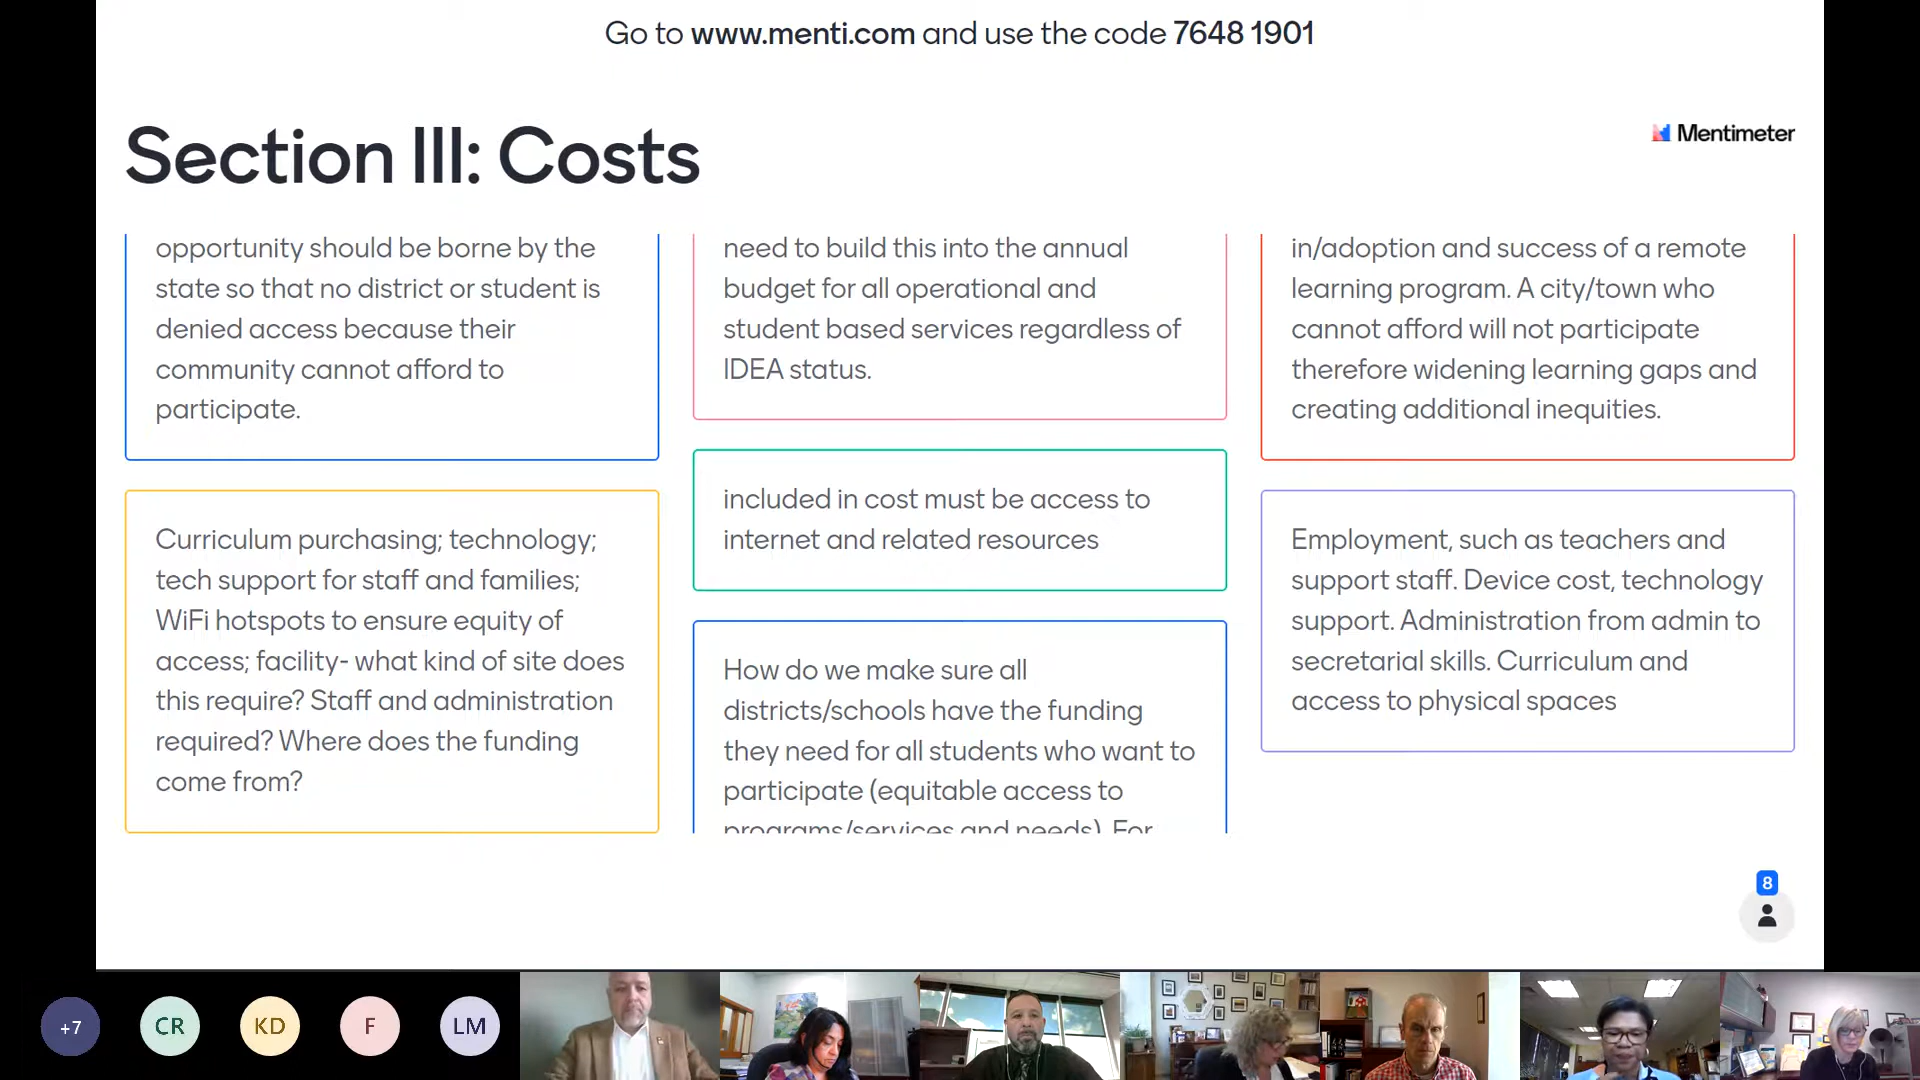 Go to www.menti.com and use the code 7648 1901
Section III: Costs
Mentimeter
opportunity should be borne by the
state so that no district or student is
denied access because their
community cannot afford to
participate.
Curriculum purchasing; technology;
tech support for staff and families;
WiFi hotspots to ensure equity of
access; facility- what kind of site does
this require? Staff and administration
required? Where does the funding
come from?
need to build this into the annual
budget for all operational and
student based services regardless of
IDEA status.
included in cost must be access to
internet and related resources
How do we make sure all
districts/schools have the funding
they need for all students who want to
participate (equitable access to
programs/services and needs). For
in/adoption and success of a remote
learning program. A city/town who
cannot afford will not participate
therefore widening learning gaps and
creating additional inequities.
Employment, such as teachers and
support staff. Device cost, technology
support. Administration from admin to
secretarial skills. Curriculum and
access to physical spaces
8
+7
CR
KD
F
LM